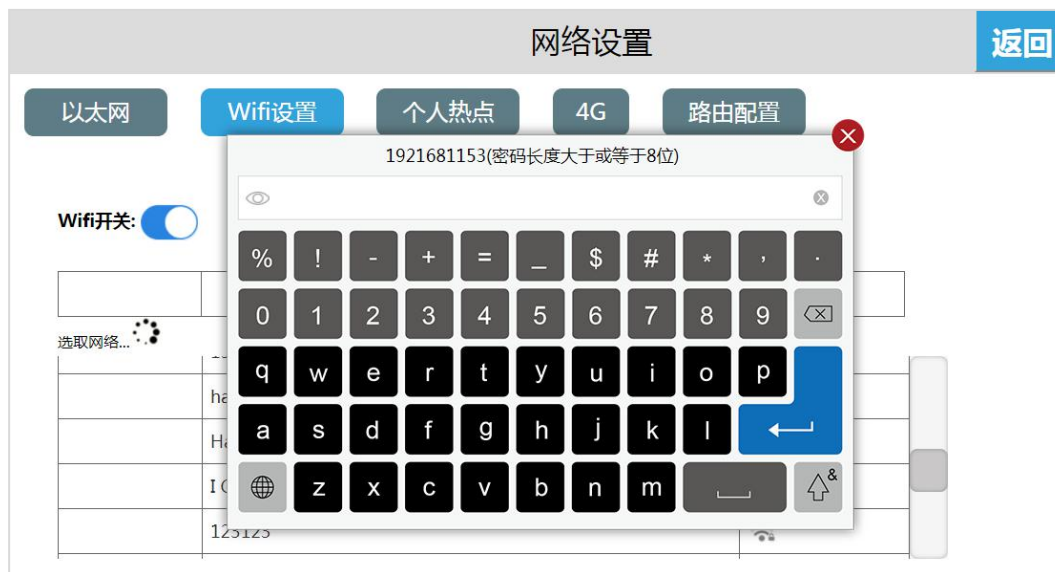 网络设置
返回
以太网
Wifi设置
个人热点
4G
路由配置
1921681153(密码长度大于或等于8位)
Wifi开关:
% ! - + = _ $ # * , .
0 1 2 3 4 5 6 7 8 9
选取网络...
q w e r t y u i o p
ha
a s d f g h j k l
Ha
z x c v b n m &
I C
123123